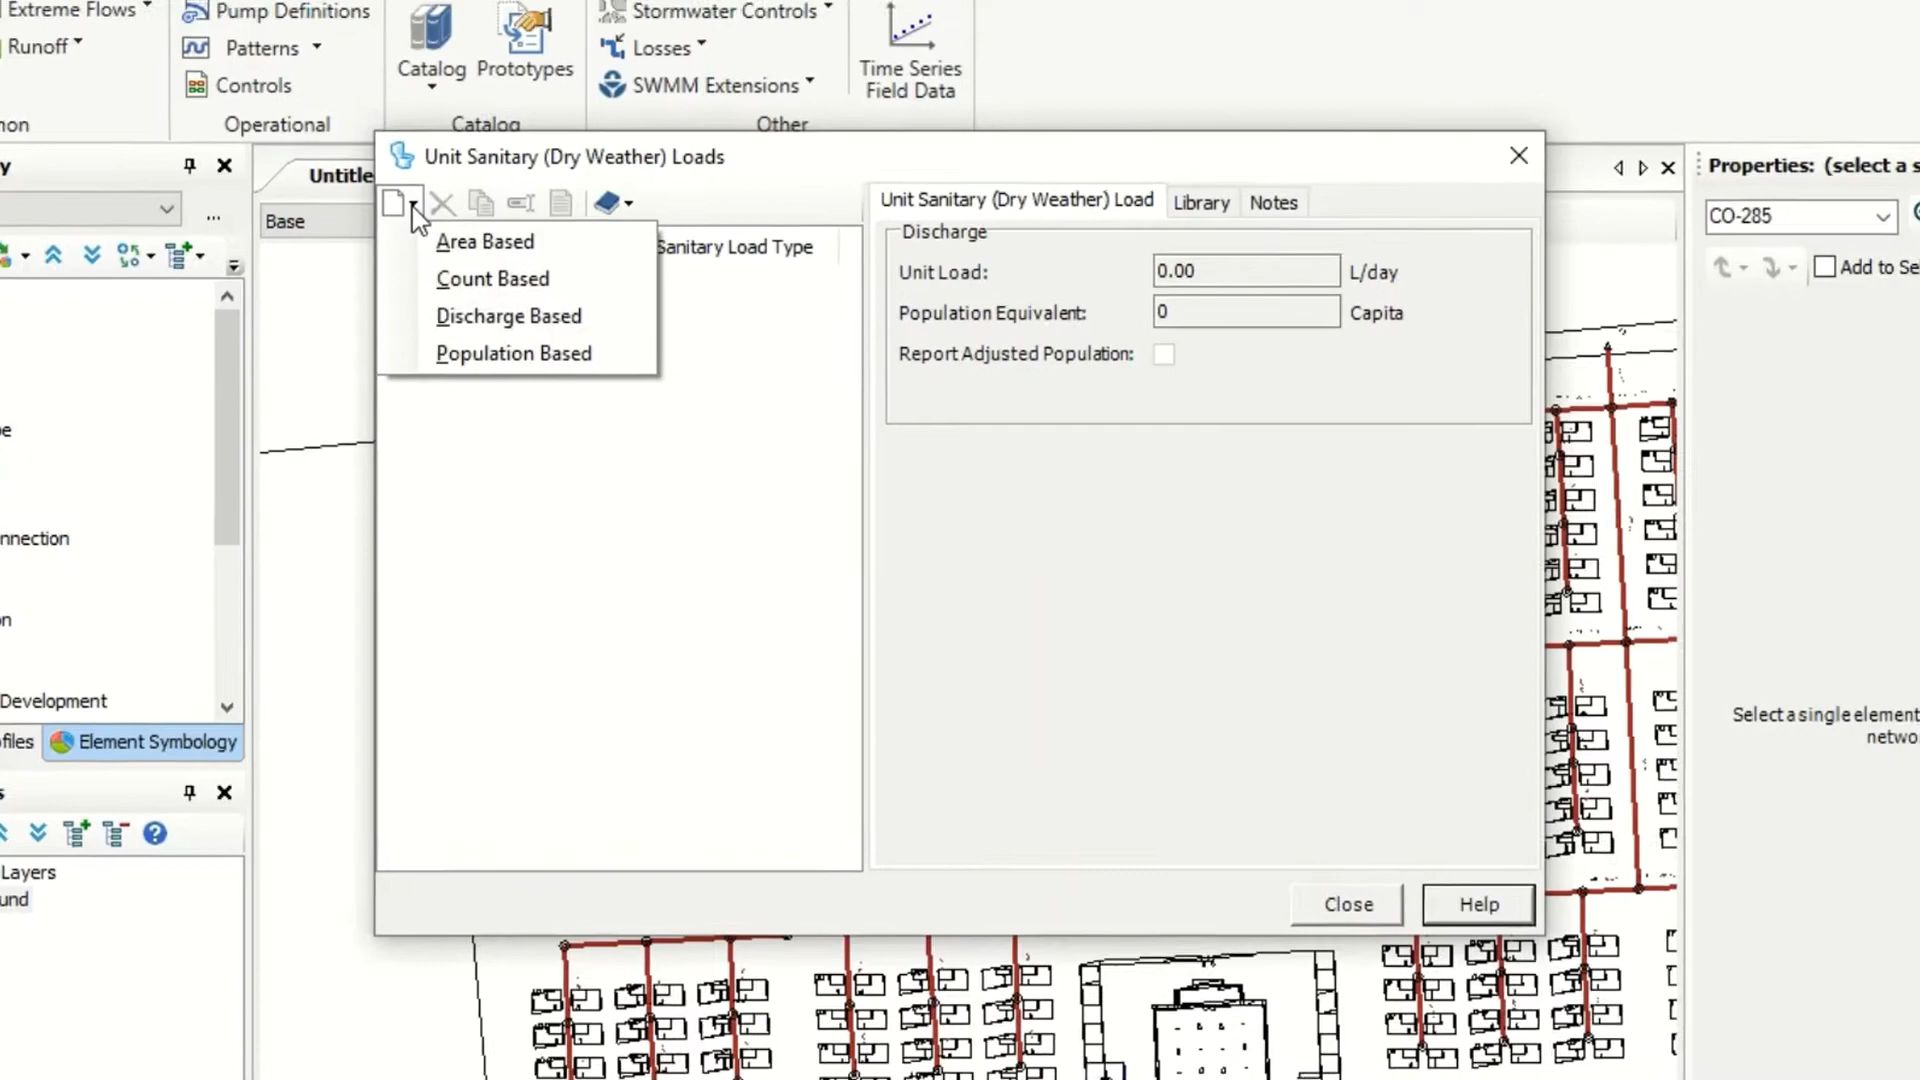 Extreme Flows
Runoff
Pump Definitions
Patterns
Controls
Operational
Catalog
Prototypes
Catalog
Stormwater Controls
Losses
SWMM Extensions
Other
Time Series
Field Data
Unit Sanitary (Dry Weather) Loads
Untitle
Base
Area Based
Count Based
Discharge Based
Population Based
Sanitary Load Type
Unit Sanitary (Dry Weather) Load
Library
Notes
Discharge
Unit Load:
0.00
L/day
Population Equivalent:
0
Capita
Report Adjusted Population:
Close
Help
Properties: (select a s
CO-285
Add to Se
Select a single element
netwo
nnection
Development
files
Element Symbology
Layers
und